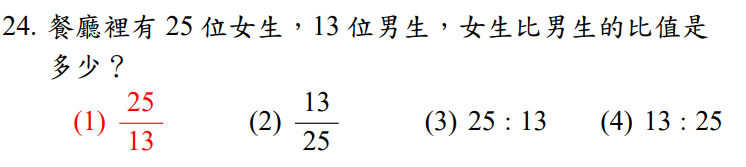 24. 餐廳裡有 25 位女生，13 位男生，女生比男生的比值是
多少？
(1) 25/13 (2) 13/25 (3) 25：13 (4) 13：25